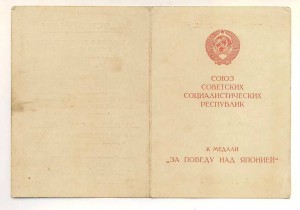 СОЮЗ
СОВЕТСКИХ
СОЦИАЛИСТИЧЕСКИХ
РЕСПУБЛИК
К МЕДАЛИ
„ЗА ПОБЕДУ НАД ЯПОНИЕЙ“